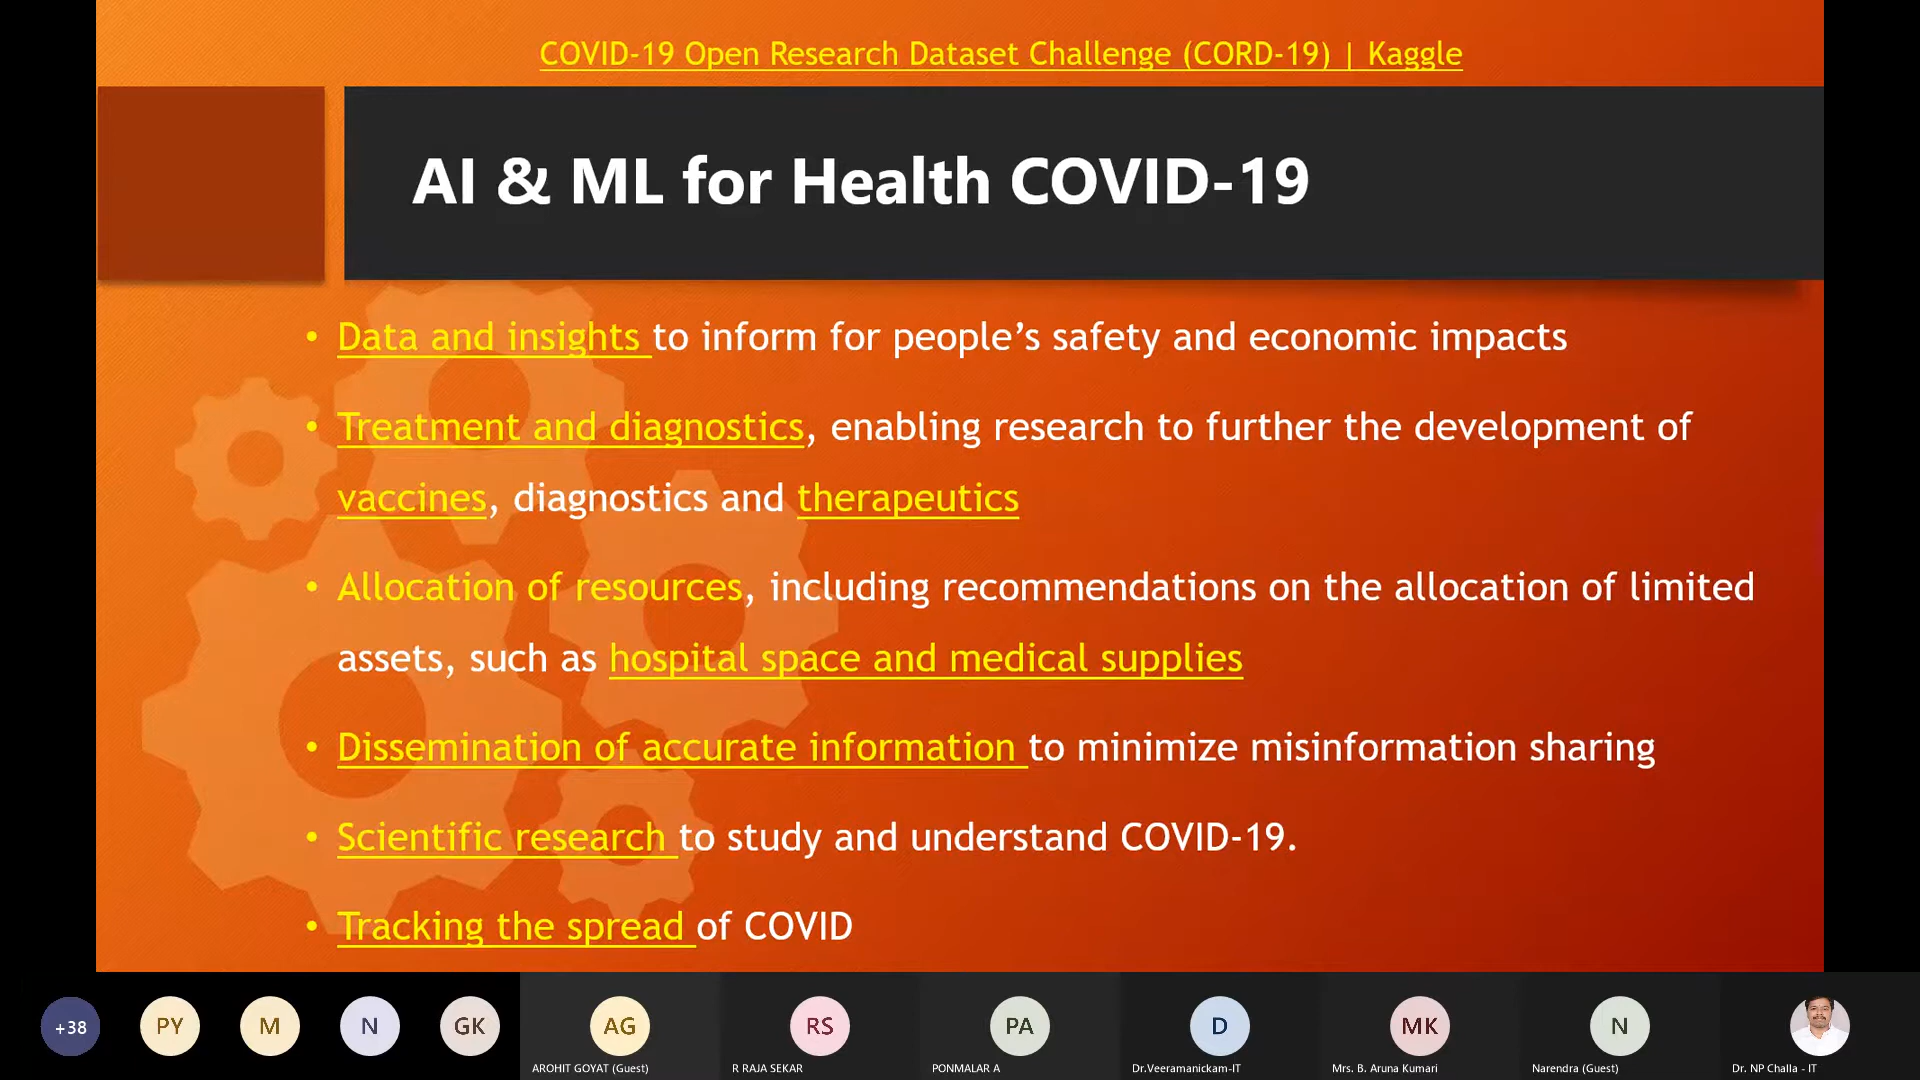 COVID-19 Open Research Dataset Challenge (CORD-19) | Kaggle
AI & ML for Health COVID-19
• Data and insights to inform for people’s safety and economic impacts
• Treatment and diagnostics, enabling research to further the development of
vaccines, diagnostics and therapeutics
• Allocation of resources, including recommendations on the allocation of limited
assets, such as hospital space and medical supplies
• Dissemination of accurate information to minimize misinformation sharing
• Scientific research to study and understand COVID-19.
• Tracking the spread of COVID
+38 PY M N GK AG RS PA D MK N
AROHIT GOYAT (Guest) R RAJA SEKAR PONMALAR A Dr.Veeramanickam-IT Mrs. B. Aruna Kumari Narendra (Guest) Dr. NP Challa - IT